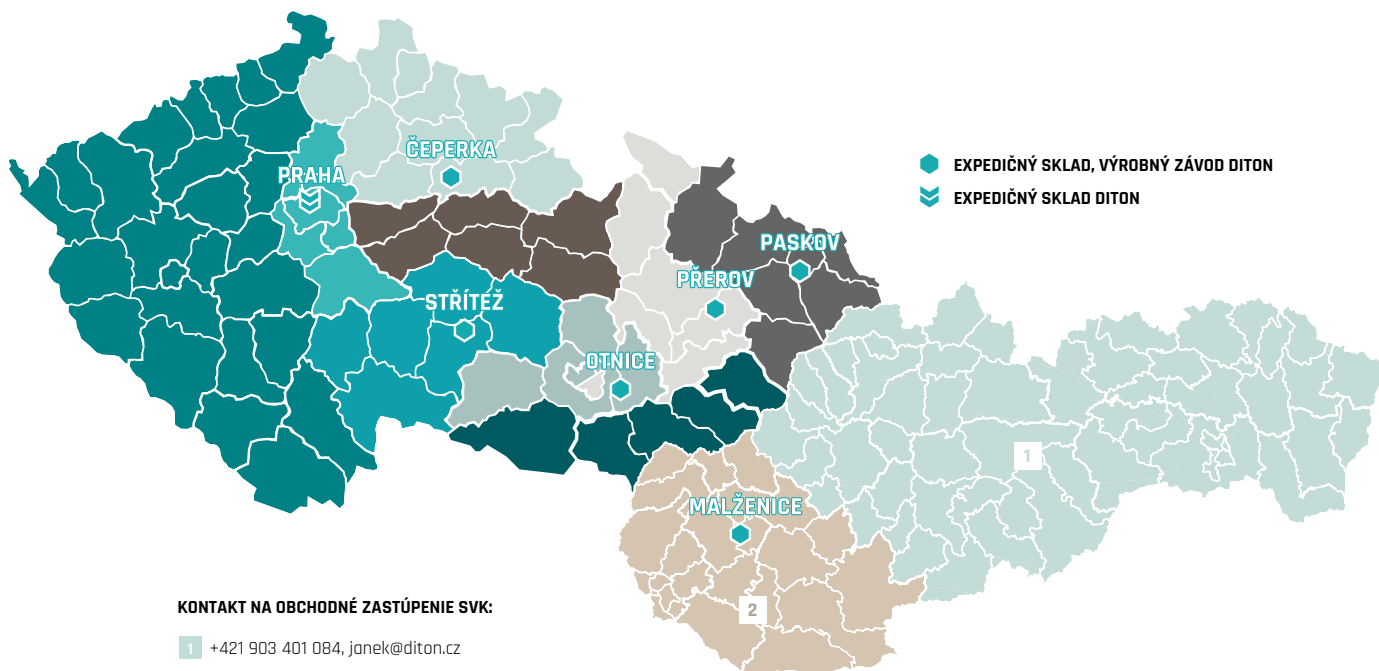 ČEPERKA
PRAHA
EXPEDIČNÝ SKLAD, VÝROBNÝ ZÁVOD DITON
EXPEDIČNÝ SKLAD DITON
PASKOV
PŘEROV
STŘÍTEŽ
OTNICE
1
MALŽENICE
2
KONTAKT NA OBCHODNÉ ZASTÚPENIE SVK:
1 +421 903 401 084, janek@diton.cz